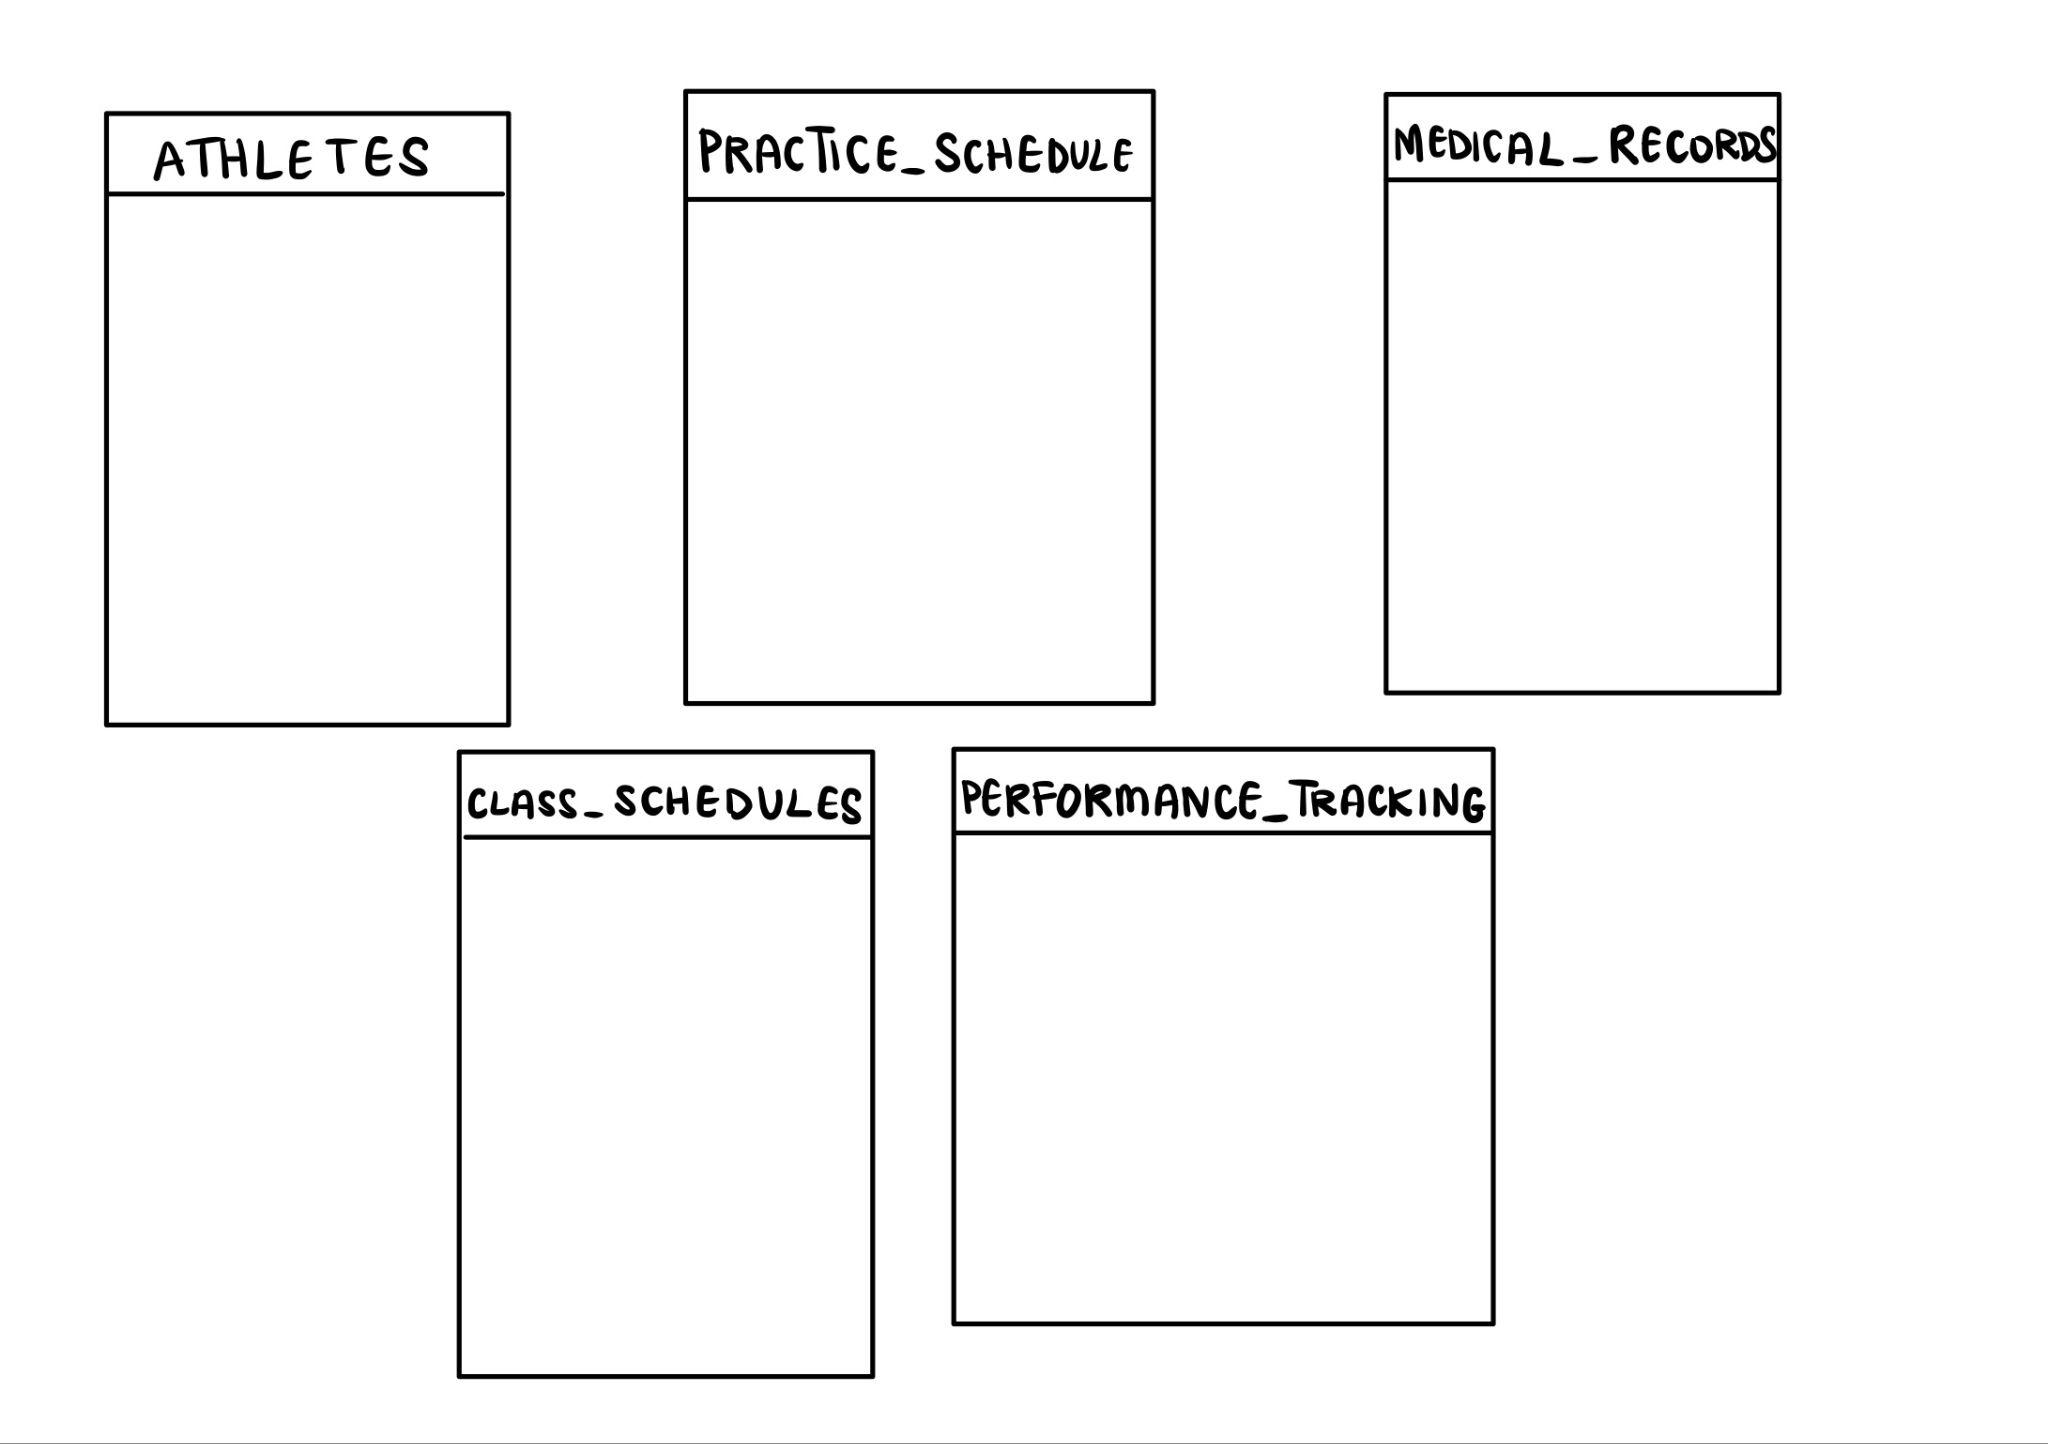 ATHLETES
PRACTICE_SCHEDULE
MEDICAL_RECORDS
CLASS_SCHEDULES
PERFORMANCE_TRACKING